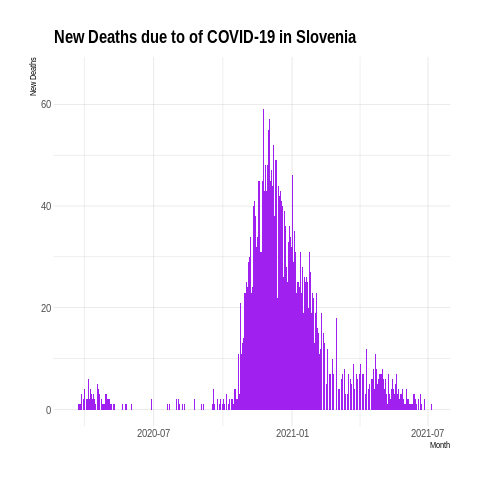 New Deaths due to of COVID-19 in Slovenia
New Deaths
60
40
20
0
2020-07
2021-01
2021-07
Month